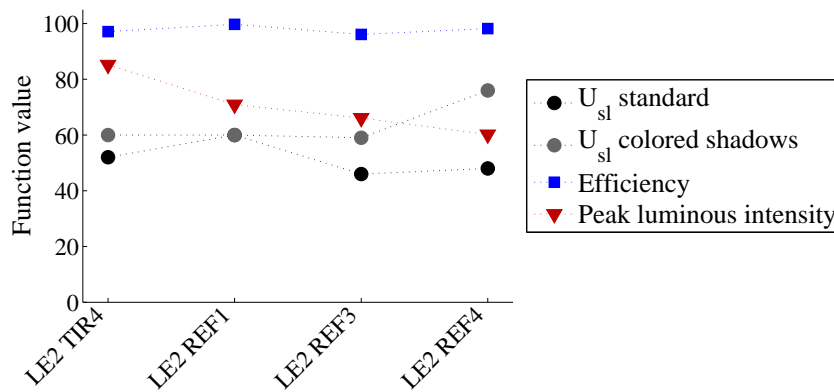 100
80
60
40
20
0
Function value
LE2 TIR4
LE2 REF1
LE2 REF3
LE2 REF4
U_sl standard
U_sl colored shadows
Efficiency
Peak luminous intensity